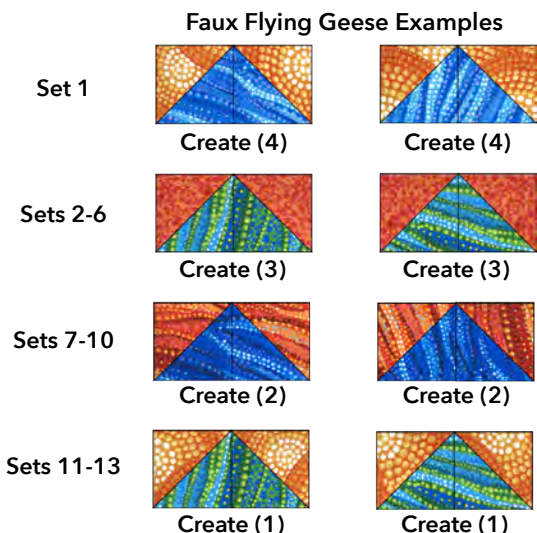 Faux Flying Geese Examples
Set 1
Create (4) Create (4)
Sets 2-6
Create (3) Create (3)
Sets 7-10
Create (2) Create (2)
Sets 11-13
Create (1) Create (1)